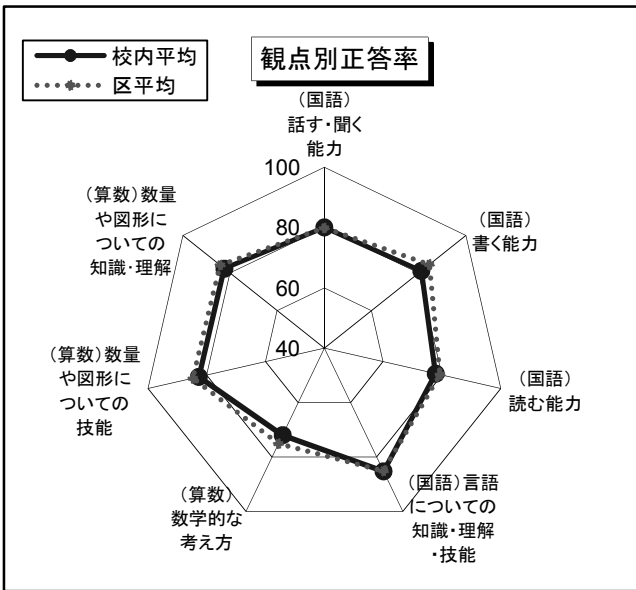 校内平均
区平均
観点別正答率
（国語）
話す・聞く
能力
100
80
60
40
（国語）
書く能力
（国語）
読む能力
（国語）言語
についての
知識・理解
・技能
（算数）
数学的な
考え方
（算数）数量
や図形に
ついての
技能
（算数）数量
や図形に
ついての
知識・理解